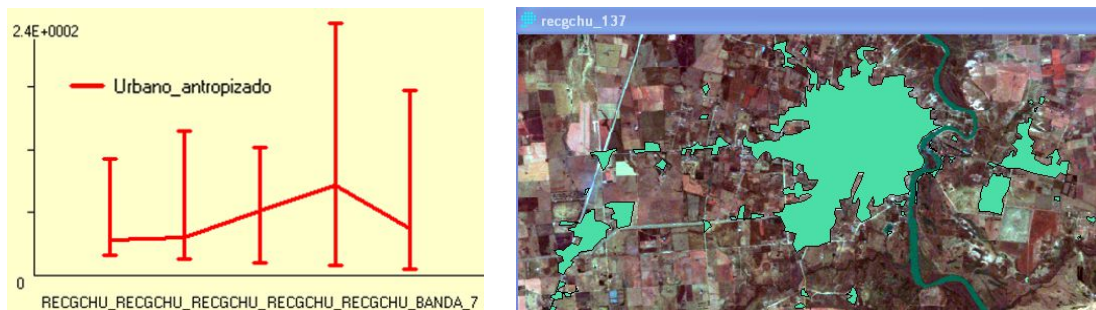 2.4E+0002
Urbano_antropizado
0
RECGCHU_RECGCHU_RECGCHU_RECGCHU_RECGCHU_BANDA_7
recgchu_137